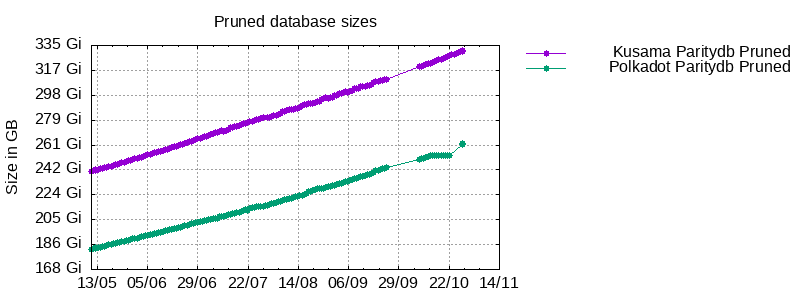 Pruned database sizes
335 Gi
317 Gi
298 Gi
279 Gi
261 Gi
242 Gi
224 Gi
205 Gi
186 Gi
168 Gi
Size in GB
13/05 05/06 29/06 22/07 14/08 06/09 29/09 22/10 14/11
Kusama Paritydb Pruned
Polkadot Paritydb Pruned